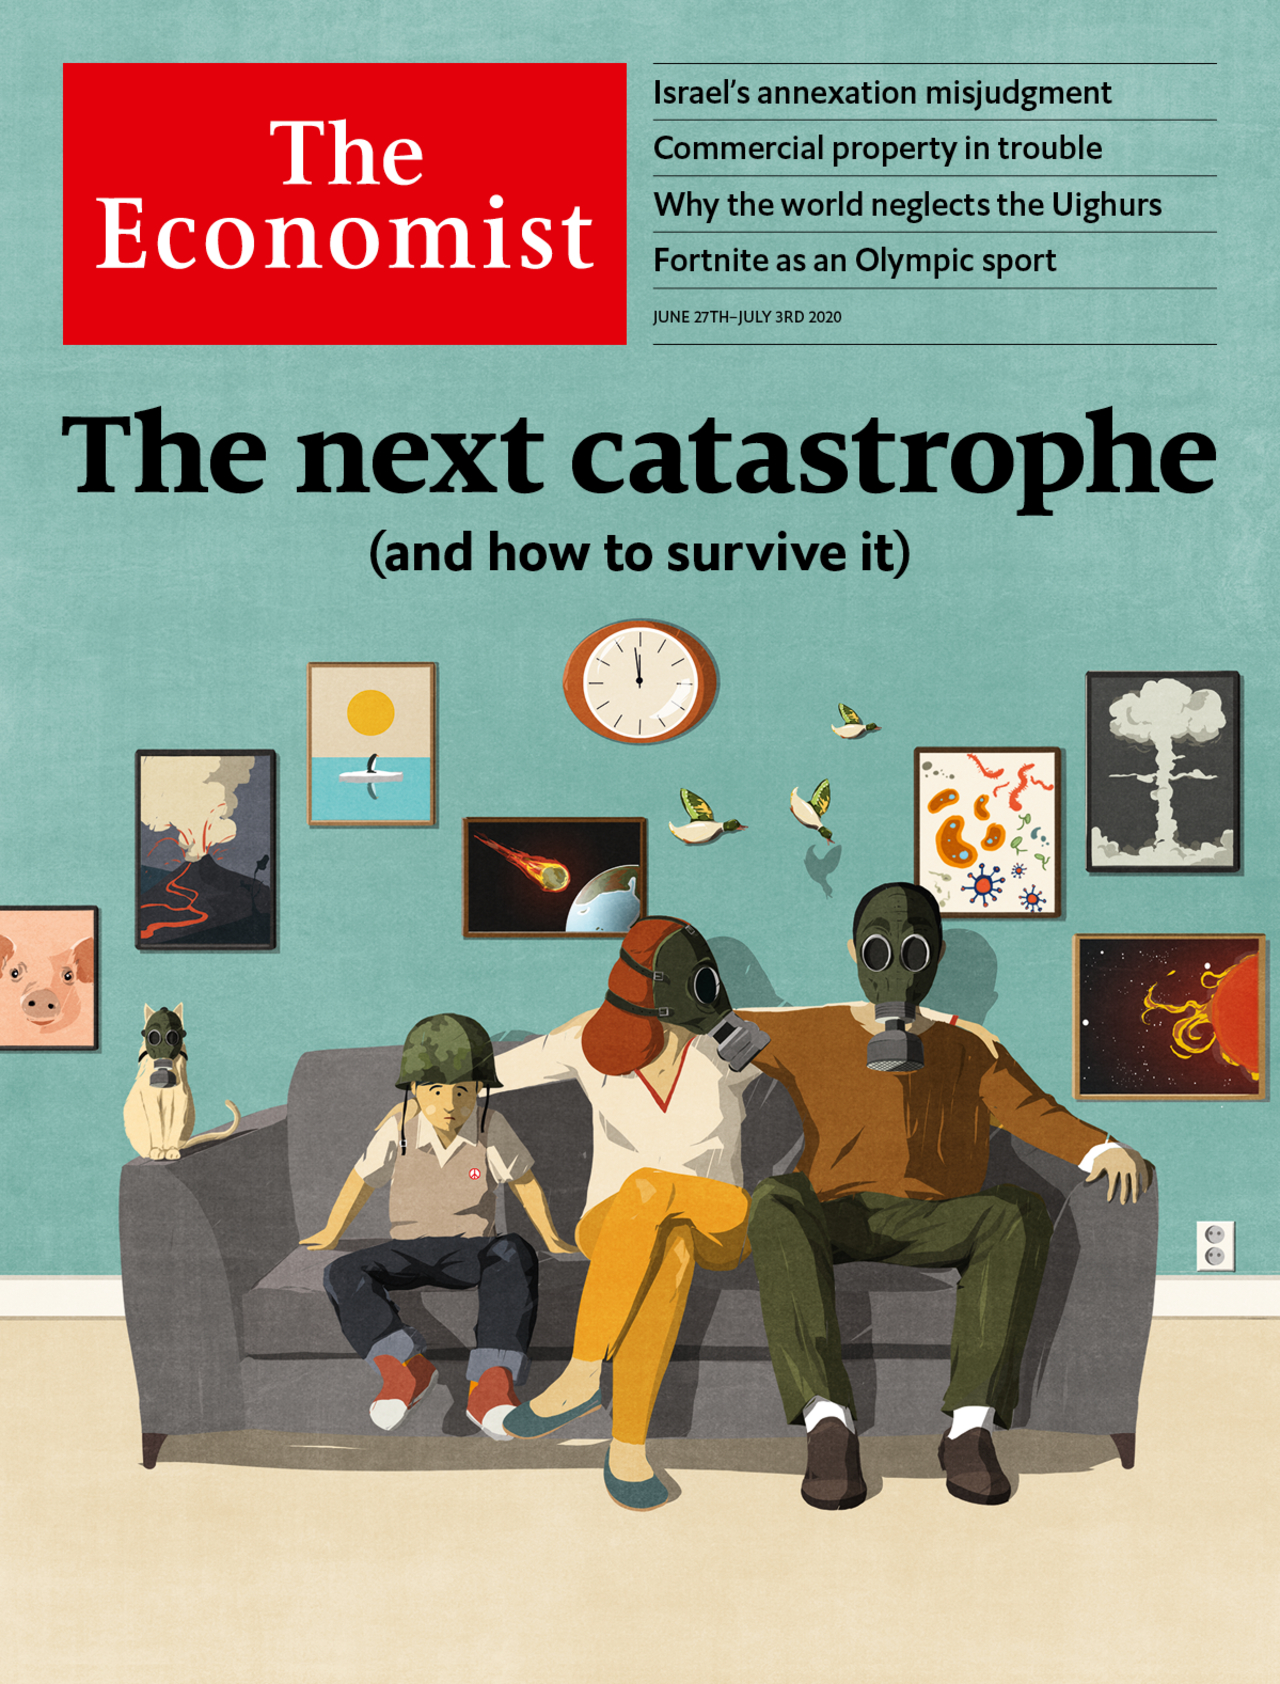 The
Economist
Israel's annexation misjudgment
Commercial property in trouble
Why the world neglects the Uighurs
Fortnite as an Olympic sport
JUNE 27TH–JULY 3RD 2020
The next catastrophe
(and how to survive it)